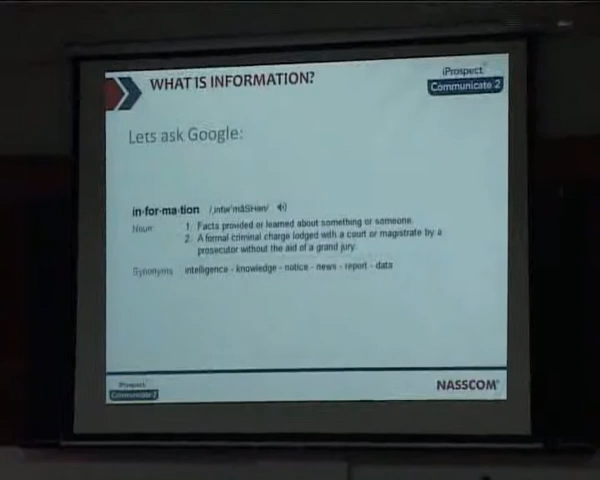 WHAT IS INFORMATION?
iProspect
Communicate 2
Lets ask Google:
in·for·ma·tion /ˌinfərˈmāSHən/
Noun 1. Facts provided or learned about something or someone.
2. A formal criminal charge lodged with a court or magistrate by a
prosecutor without the aid of a grand jury.
Synonyms intelligence - knowledge - notice - news - report - data
iProspect
Communicate 2
NASSCOM®